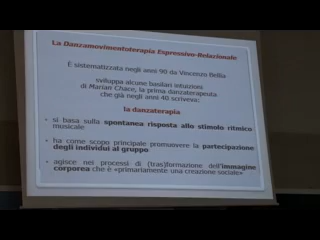 La Danzamovimentoterapia Espressivo-Relazionale
È sistematizzata negli anni 90 da Vincenzo Bellia
sviluppa alcune basilari intuizioni
di Marian Chace, la prima danzaterapeuta
che già negli anni 40 scriveva:
la danzaterapia
• si basa sulla spontanea risposta allo stimolo ritmico
musicale
• ha come scopo principale promuovere la partecipazione
degli individui al gruppo
• agisce nei processi di (tras)formazione dell'immagine
corporea che è «primariamente una creazione sociale»